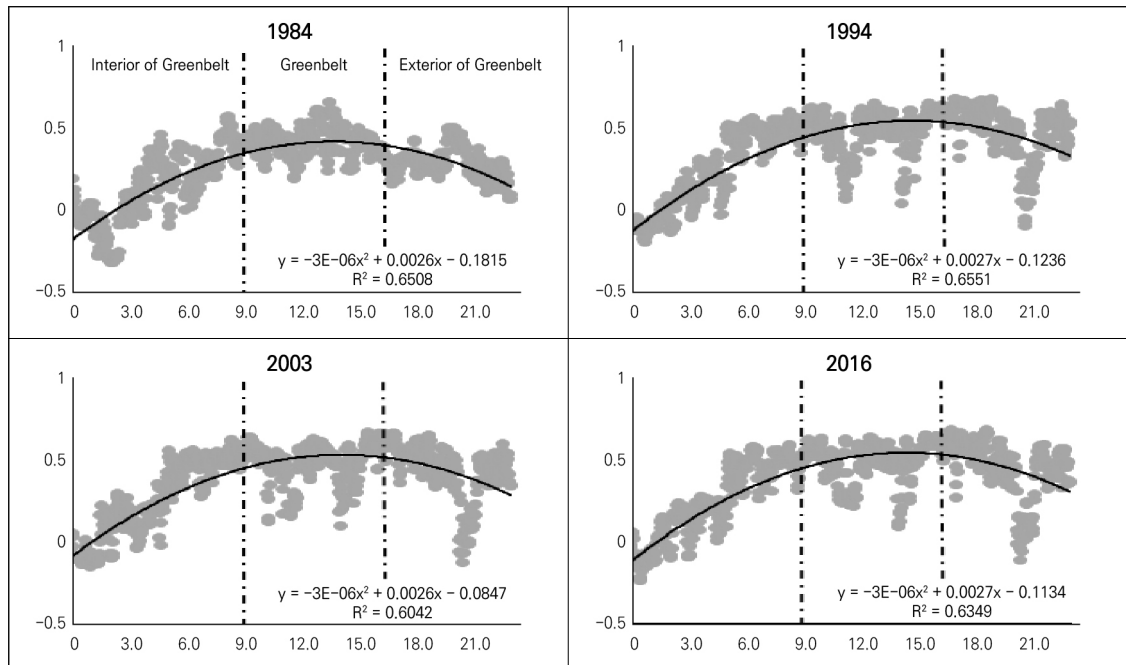 1984
1
Interior of Greenbelt Greenbelt Exterior of Greenbelt
0.5
0
y = −3E−06x² + 0.0026x − 0.1815
R² = 0.6508
−0.5
0 3.0 6.0 9.0 12.0 15.0 18.0 21.0
1994
1
0.5
0
y = −3E−06x² + 0.0027x − 0.1236
R² = 0.6551
−0.5
0 3.0 6.0 9.0 12.0 15.0 18.0 21.0
2003
1
0.5
0
y = −3E−06x² + 0.0026x − 0.0847
R² = 0.6042
−0.5
0 3.0 6.0 9.0 12.0 15.0 18.0 21.0
2016
1
0.5
0
y = −3E−06x² + 0.0027x − 0.1134
R² = 0.6349
−0.5
0 3.0 6.0 9.0 12.0 15.0 18.0 21.0